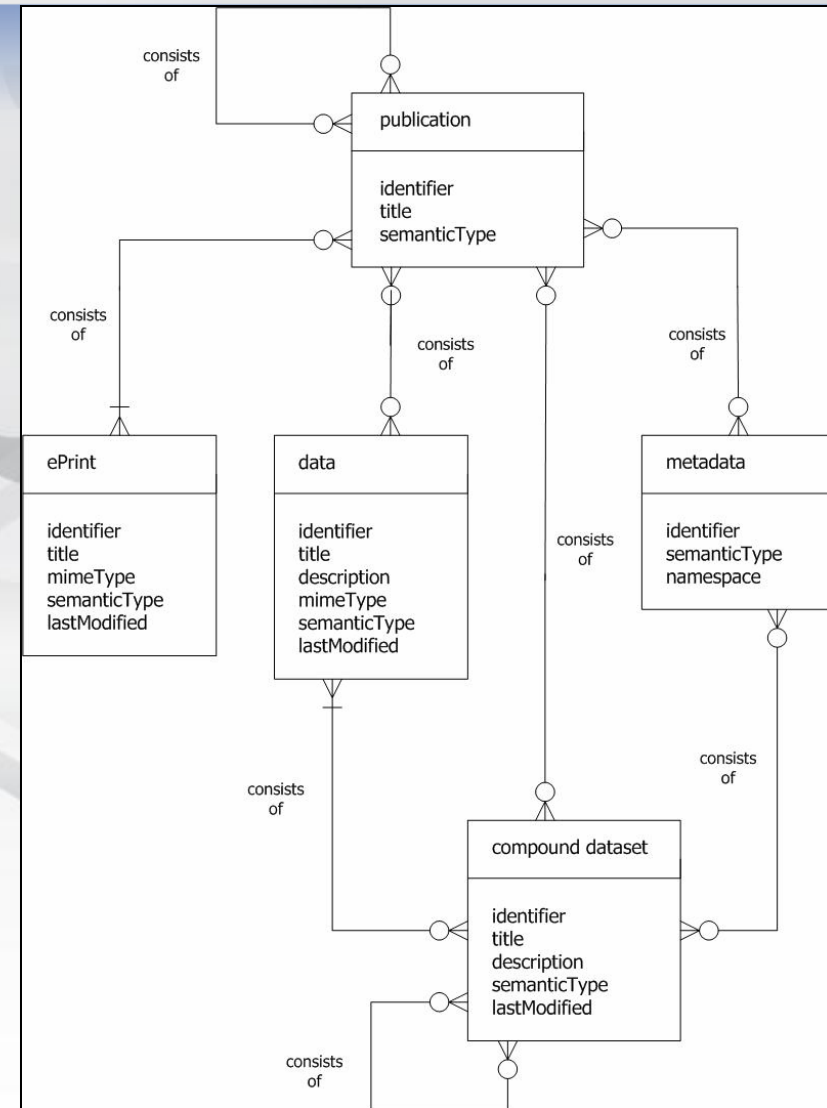 consists
of
publication
identifier
title
semanticType
consists
of
consists
of
consists
of
ePrint
identifier
title
mimeType
semanticType
lastModified
data
identifier
title
description
mimeType
semanticType
lastModified
consists
of
metadata
identifier
semanticType
namespace
consists
of
consists
of
compound dataset
identifier
title
description
semanticType
lastModified
consists
of